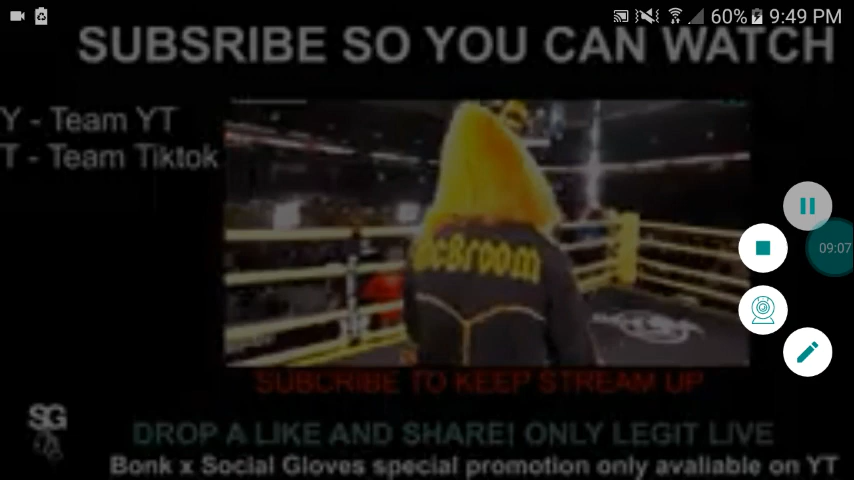 60% 9:49 PM
SUBSRIBE SO YOU CAN WATCH
Y - Team YT
T - Team Tiktok
McBroom
09:07
SUBCRIBE TO KEEP STREAM UP
SG
DROP A LIKE AND SHARE! ONLY LEGIT LIVE
Bonk x Social Gloves special promotion only avaliable on YT